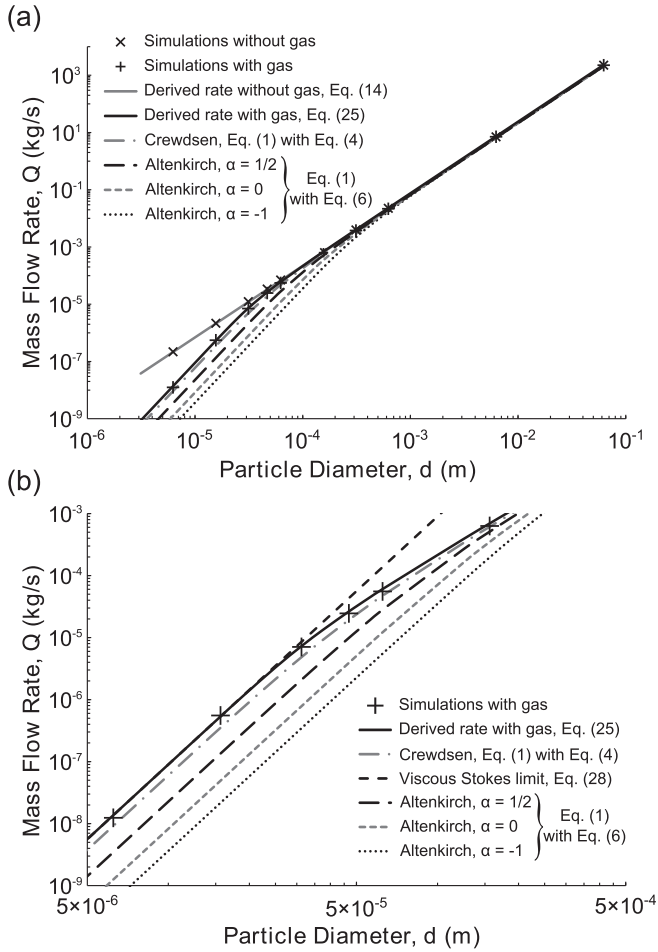 (a)
Simulations without gas
Simulations with gas
Derived rate without gas, Eq. (14)
Derived rate with gas, Eq. (25)
Crewdsen, Eq. (1) with Eq. (4)
Altenkirch, α = 1/2
Altenkirch, α = 0
Altenkirch, α = -1
Eq. (1)
with Eq. (6)
Mass Flow Rate, Q (kg/s)
10³
10¹
10⁻¹
10⁻³
10⁻⁵
10⁻⁷
10⁻⁹
10⁻⁶ 10⁻⁵ 10⁻⁴ 10⁻³ 10⁻² 10⁻¹
Particle Diameter, d (m)
(b)
Mass Flow Rate, Q (kg/s)
10⁻³
10⁻⁴
10⁻⁵
10⁻⁶
10⁻⁷
10⁻⁸
10⁻⁹
Simulations with gas
Derived rate with gas, Eq. (25)
Crewdsen, Eq. (1) with Eq. (4)
Viscous Stokes limit, Eq. (28)
Altenkirch, α = 1/2
Altenkirch, α = 0
Altenkirch, α = -1
Eq. (1)
with Eq. (6)
5×10⁻⁶ 5×10⁻⁵ 5×10⁻⁴
Particle Diameter, d (m)